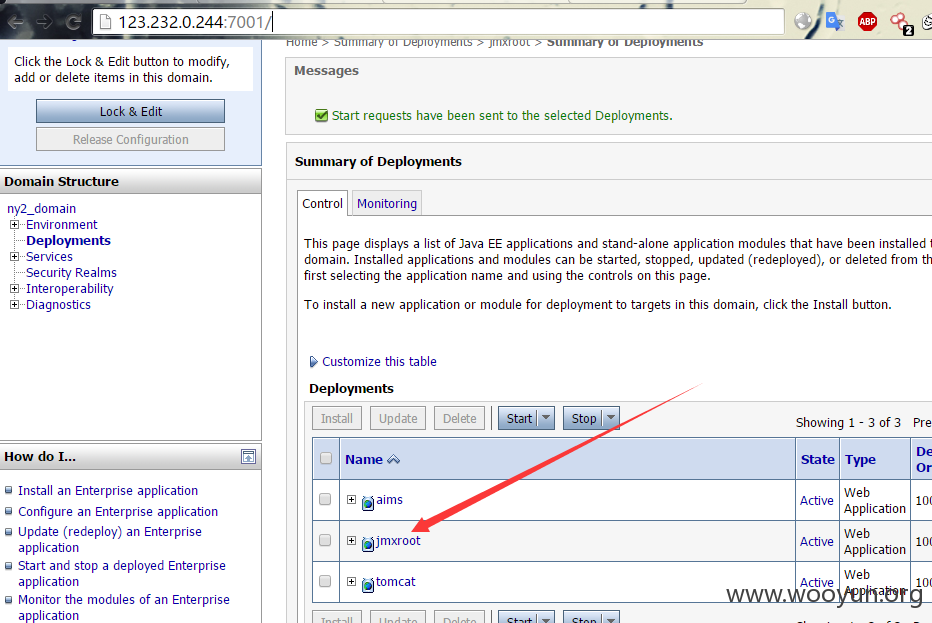 123.232.0.244:7001/
ABP
2
Home > Summary of Deployments > jmxroot > Summary of Deployments
Click the Lock & Edit button to modify,
add or delete items in this domain.
Lock & Edit
Release Configuration
Domain Structure
ny2_domain
Environment
Deployments
Services
Security Realms
Interoperability
Diagnostics
How do I...
Install an Enterprise application
Configure an Enterprise application
Update (redeploy) an Enterprise
application
Start and stop a deployed Enterprise
application
Monitor the modules of an Enterprise
application
Messages
Start requests have been sent to the selected Deployments.
Summary of Deployments
Control
Monitoring
This page displays a list of Java EE applications and stand-alone application modules that have been installed t
domain. Installed applications and modules can be started, stopped, updated (redeployed), or deleted from the
first selecting the application name and using the controls on this page.
To install a new application or module for deployment to targets in this domain, click the Install button.
Customize this table
Deployments
Install Update Delete Start Stop
Showing 1 - 3 of 3 Pre
Name State Type De
Or
aims Active Web
Application 100
jmxroot Active Web
Application 100
tomcat Active Web
Application 100
Install Update Delete Start Stop
www.wooyun.org